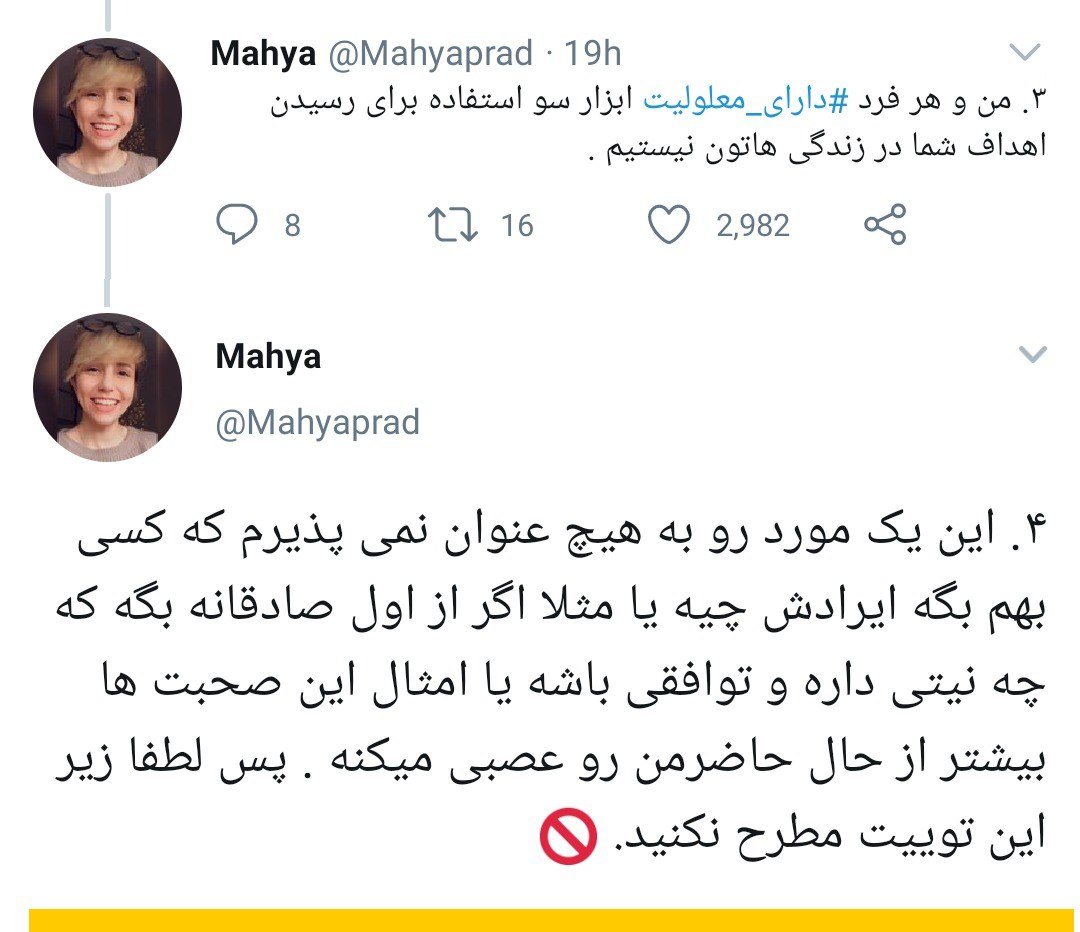 Mahya @Mahyaprad · 19h
۳. من و هر فرد #دارای_معلولیت ابزار سو استفاده برای رسیدن
اهداف شما در زندگی هاتون نیستیم .
8 16 2,982
Mahya
@Mahyaprad
۴. این یک مورد رو به هیچ عنوان نمی پذیرم که کسی
بهم بگه ایرادش چیه یا مثلا اگر از اول صادقانه بگه که
چه نیتی داره و توافقی باشه یا امثال این صحبت ها
بیشتر از حال حاضرمن رو عصبی میکنه . پس لطفا زیر
این توییت مطرح نکنید. 🚫